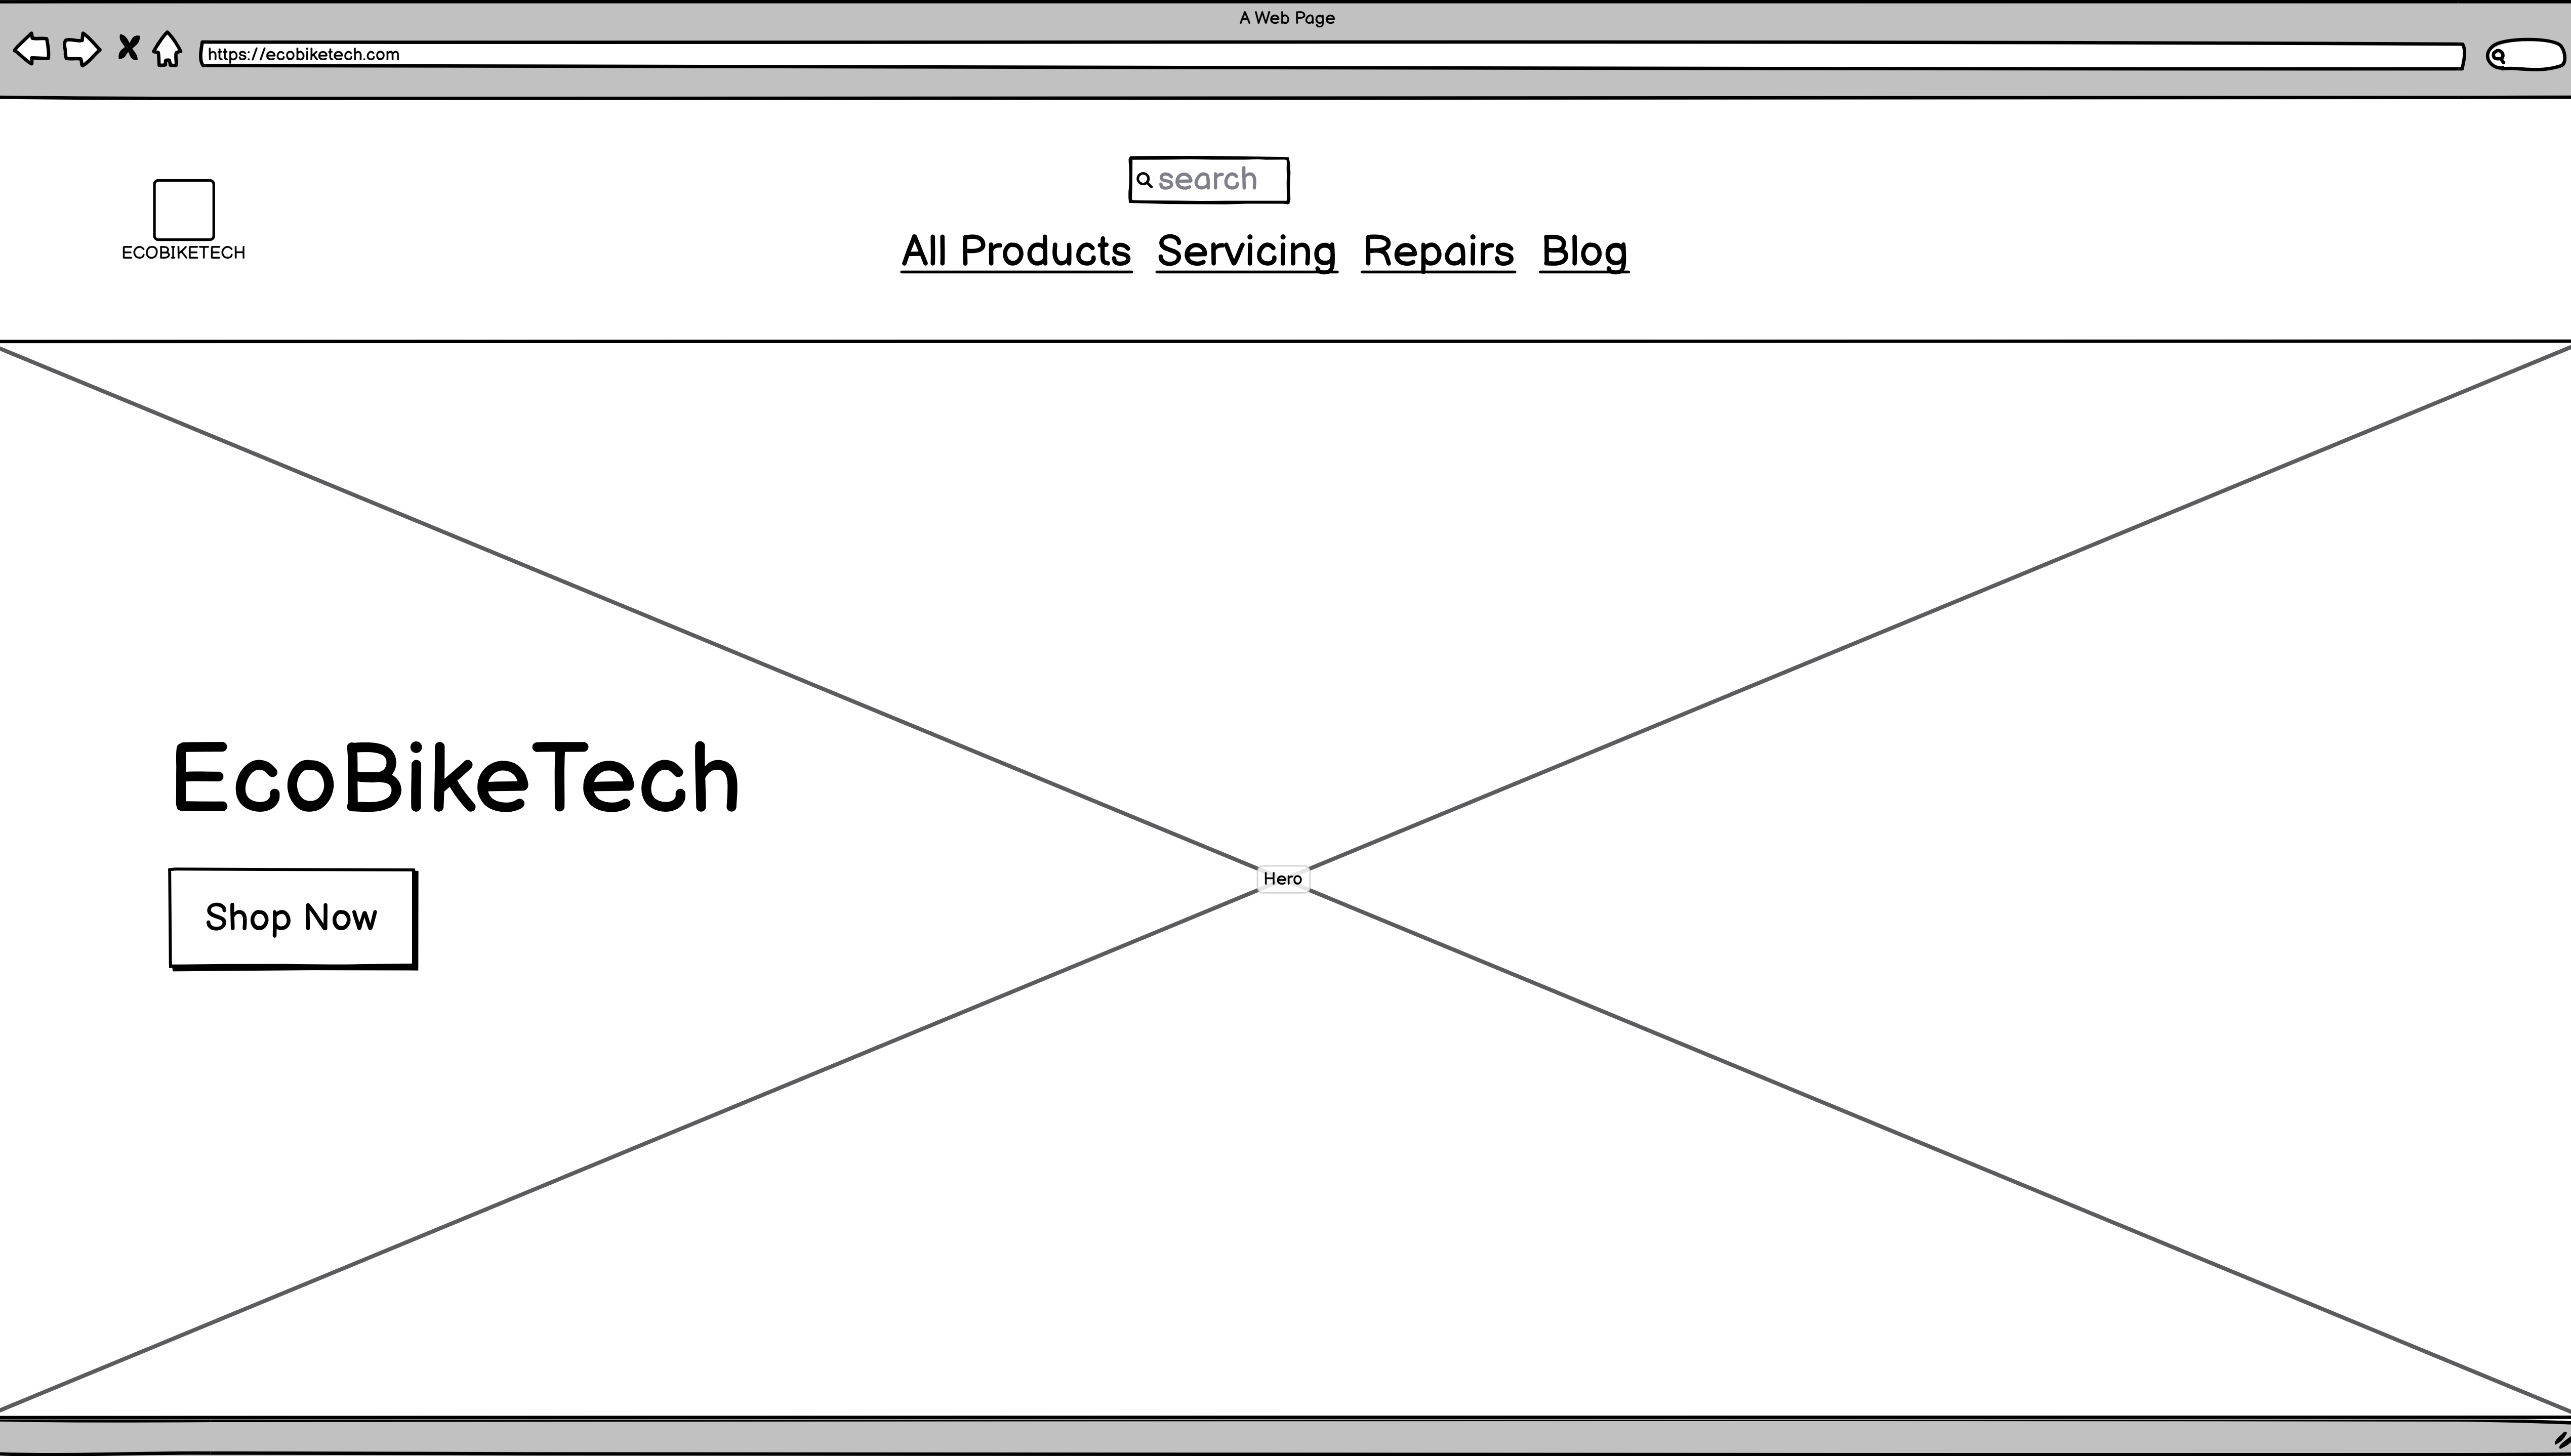 A Web Page
https://ecobiketech.com
search
ECOBIKETECH
All Products Servicing Repairs Blog
EcoBikeTech
Hero
Shop Now